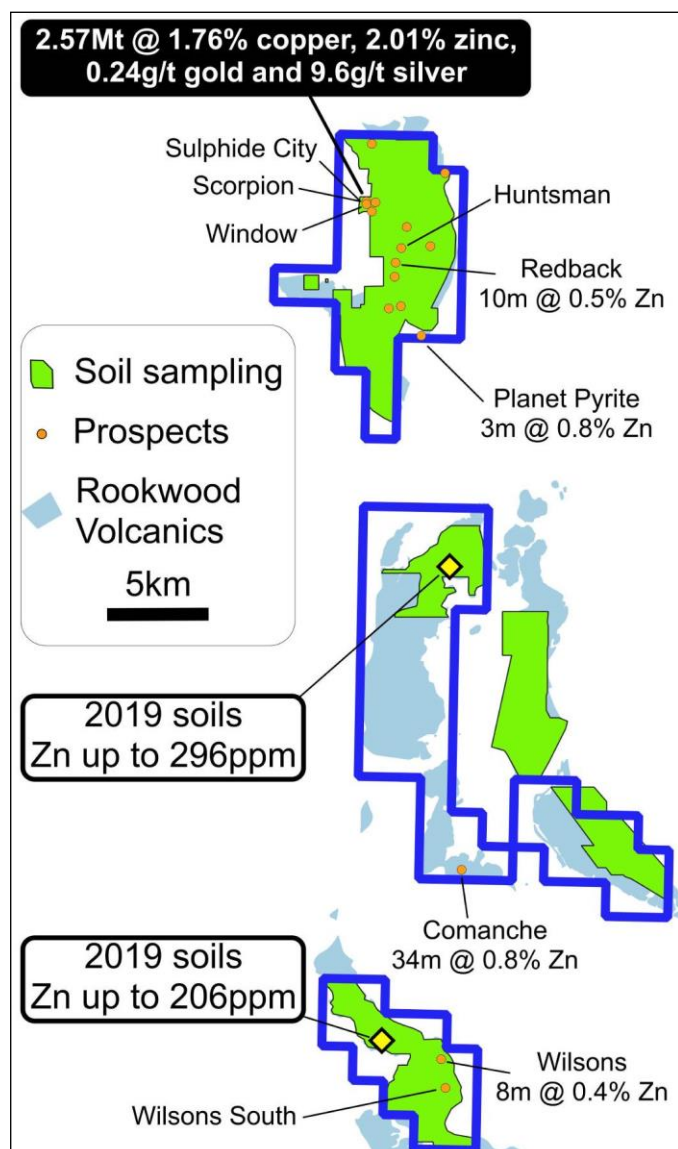 2.57Mt @ 1.76% copper, 2.01% zinc,
0.24g/t gold and 9.6g/t silver
Sulphide City
Scorpion
Window
Huntsman
Redback
10m @ 0.5% Zn
Planet Pyrite
3m @ 0.8% Zn
Soil sampling
Prospects
Rookwood
Volcanics
5km
2019 soils
Zn up to 296ppm
Comanche
34m @ 0.8% Zn
2019 soils
Zn up to 206ppm
Wilsons
8m @ 0.4% Zn
Wilsons South